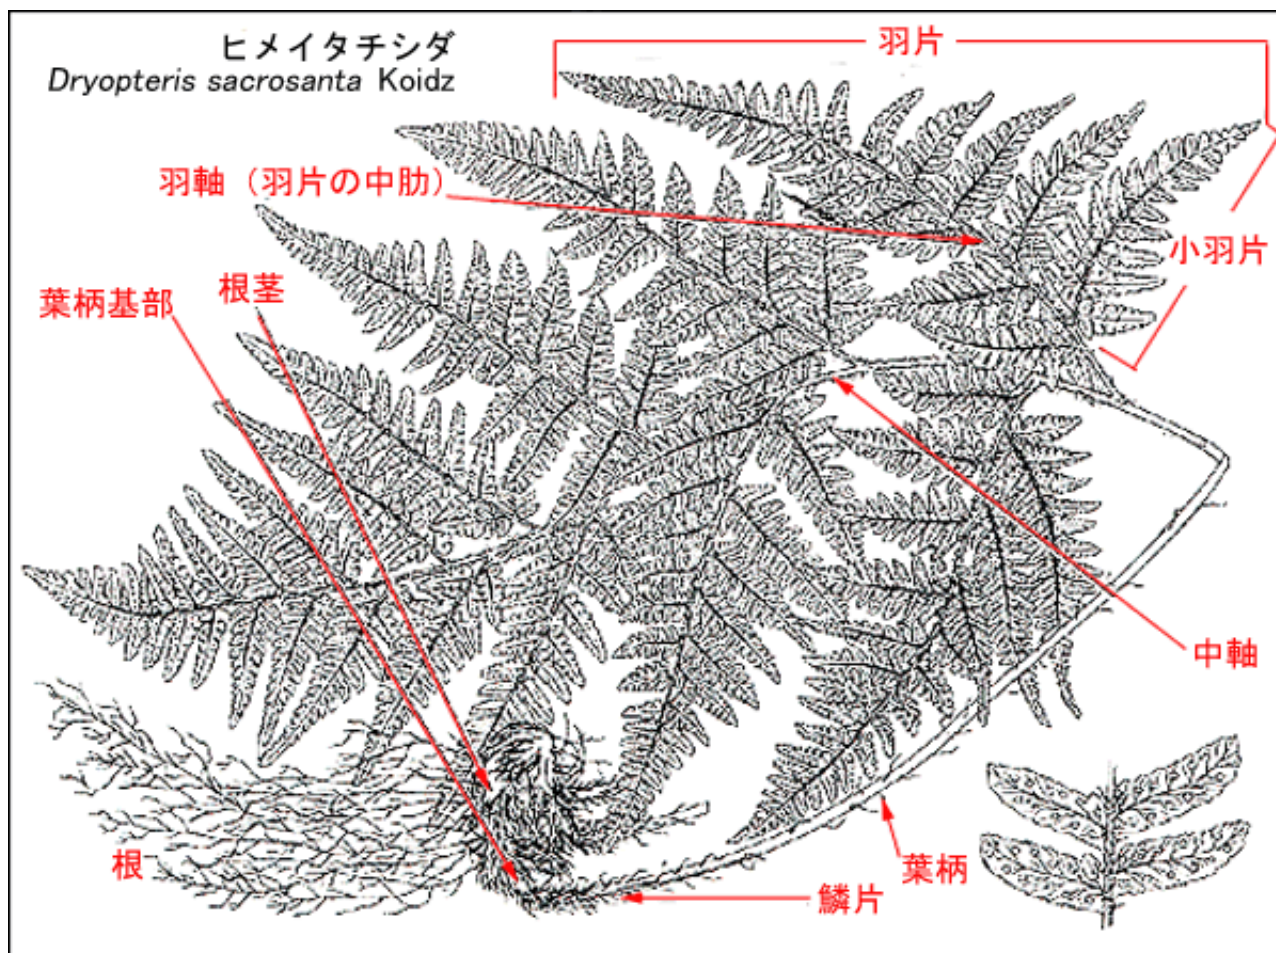 ヒメイタチシダ
Dryopteris sacrosanta Koidz
羽片
羽軸（羽片の中肋）
小羽片
根茎
葉柄基部
中軸
根
葉柄
鱗片